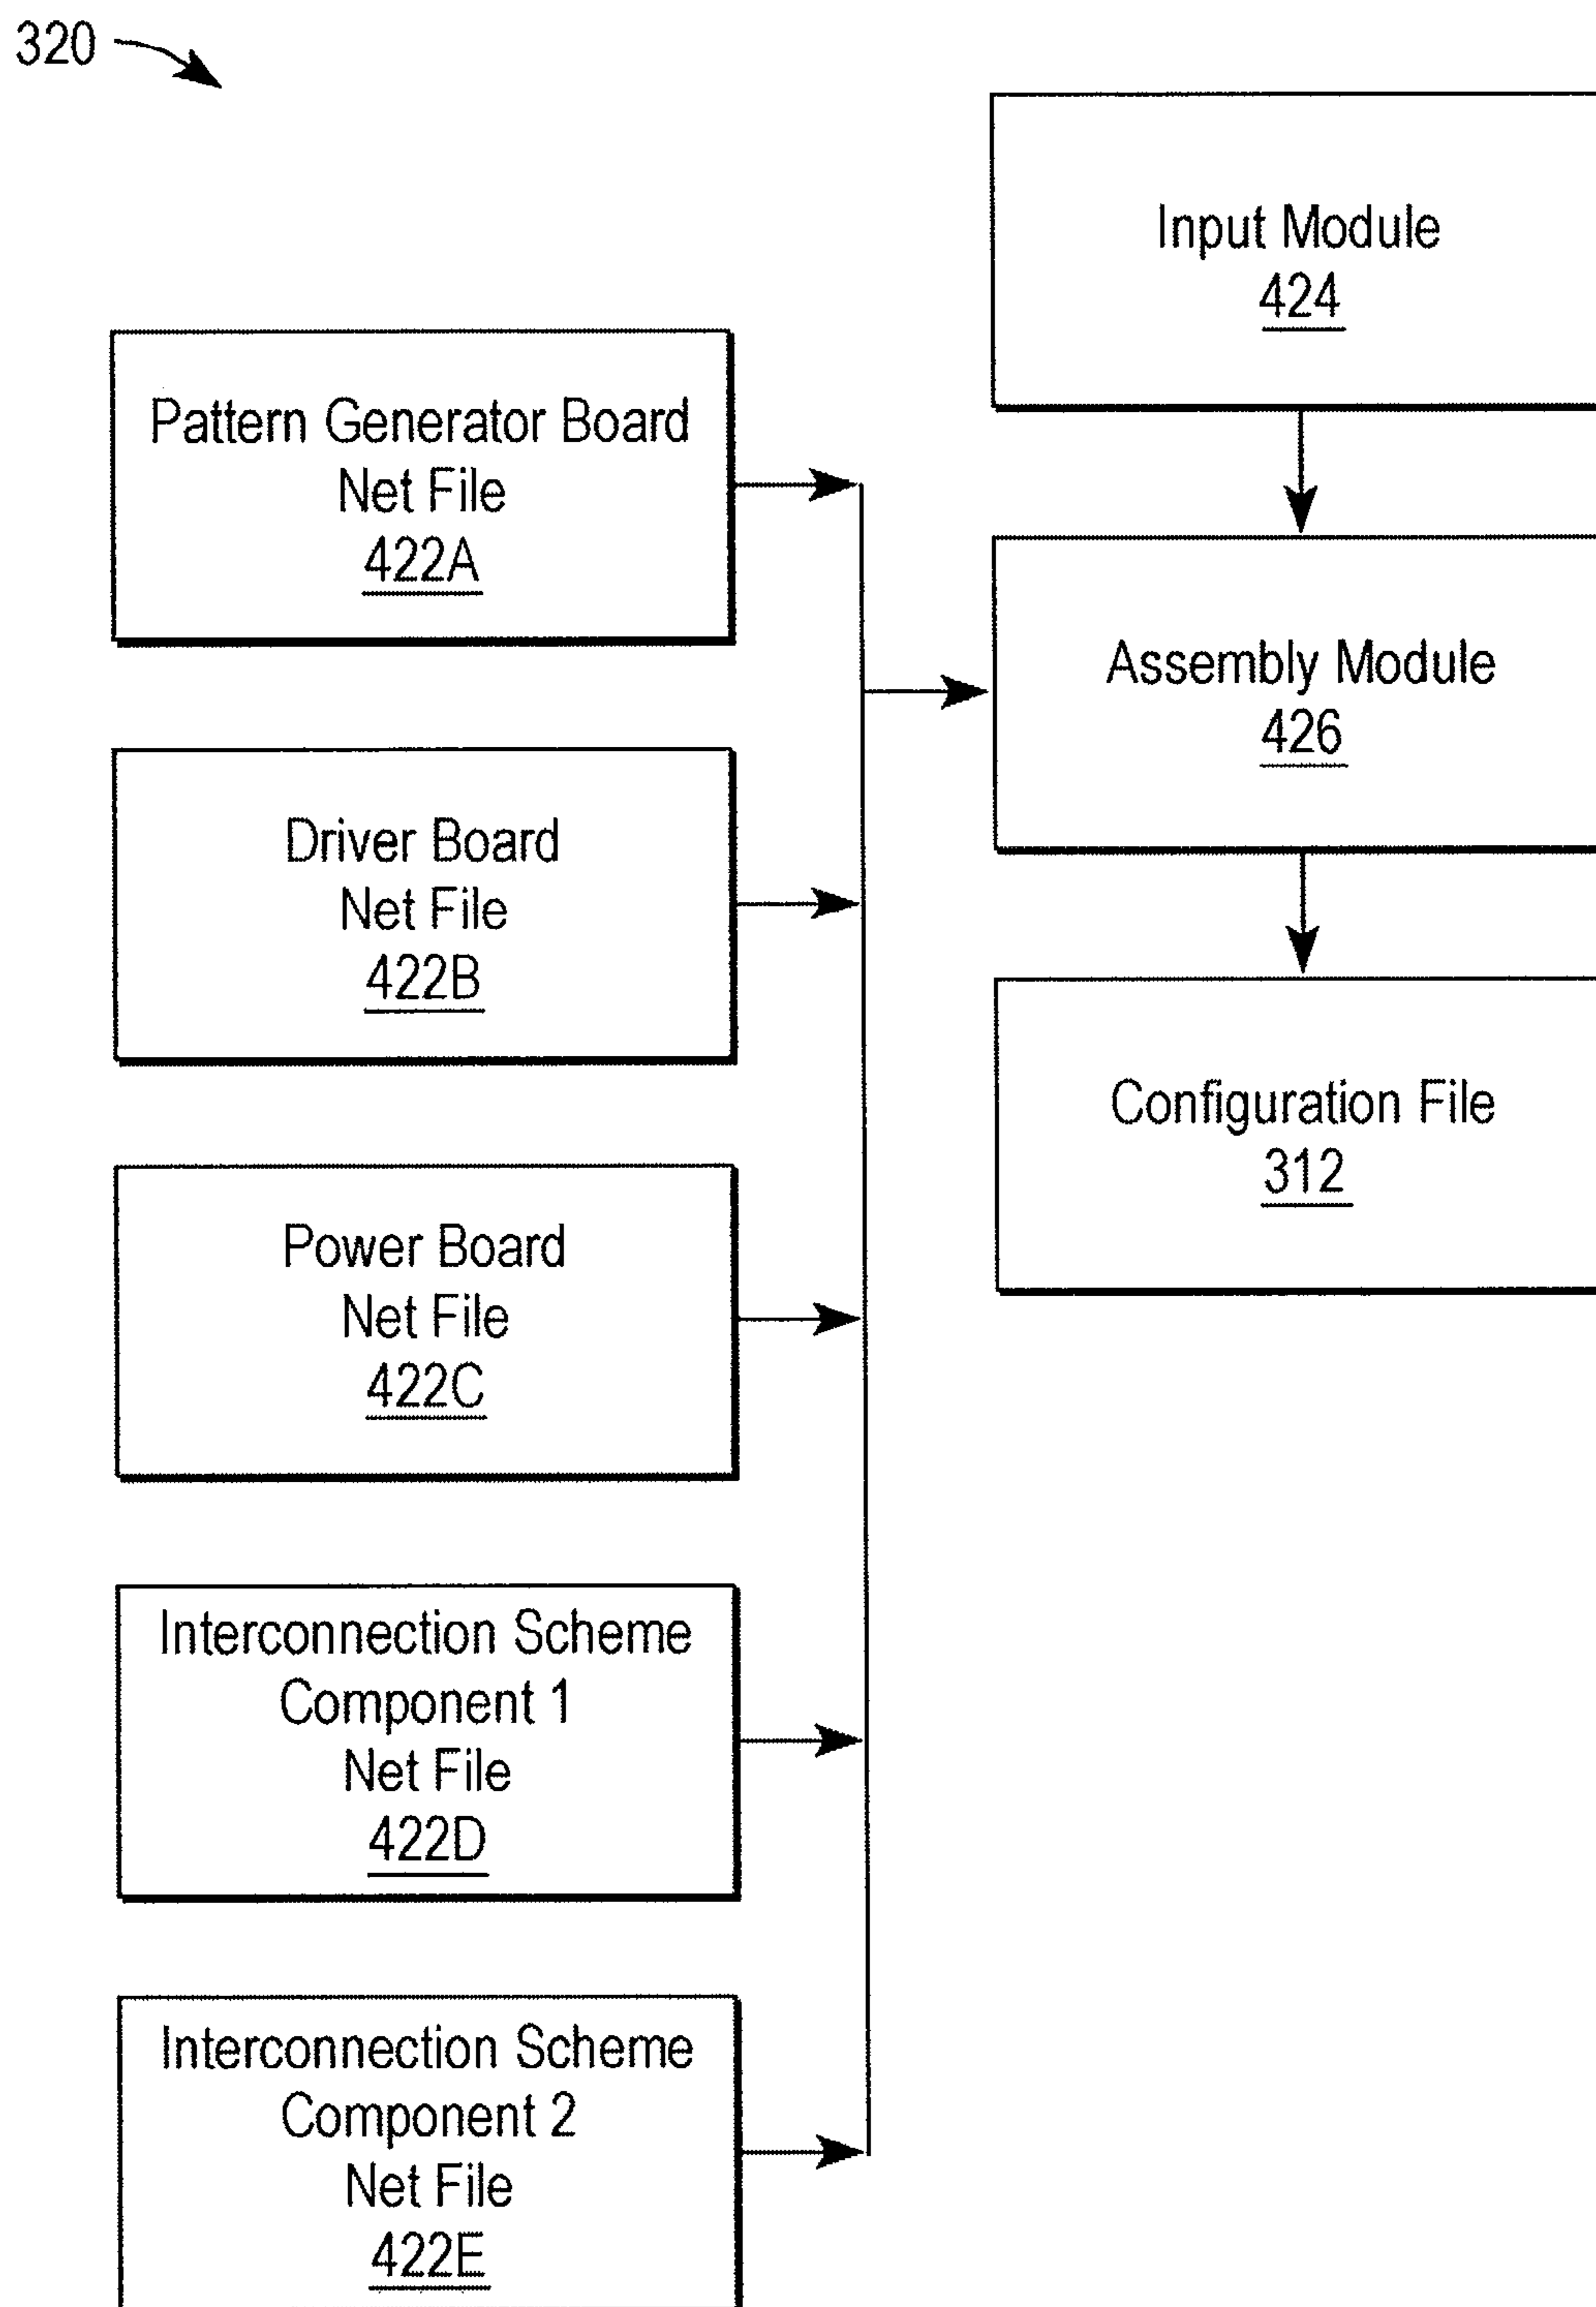 320
Input Module
424
Pattern Generator Board
Net File
422A
Assembly Module
426
Driver Board
Net File
422B
Configuration File
312
Power Board
Net File
422C
Interconnection Scheme
Component 1
Net File
422D
Interconnection Scheme
Component 2
Net File
422E